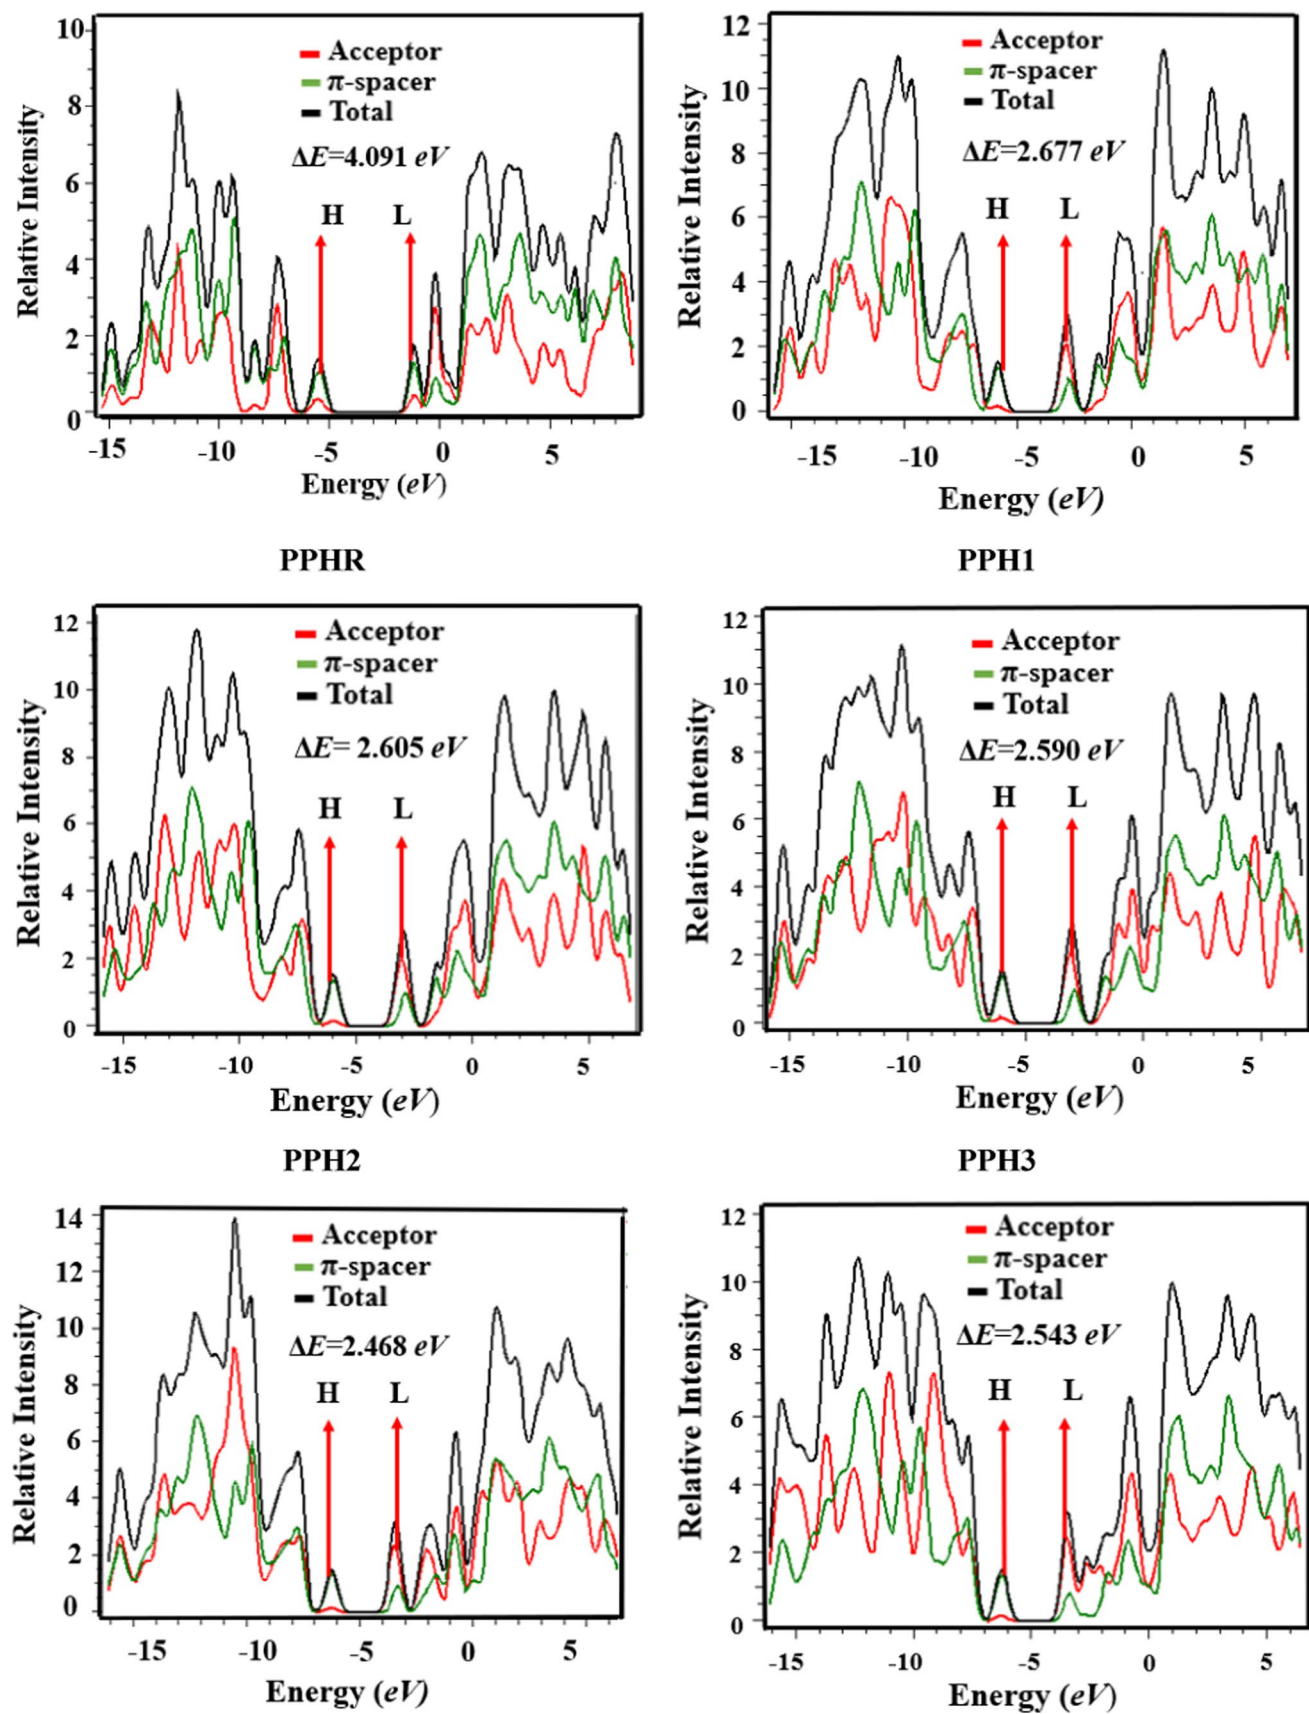 10
8
6
4
2
0
Relative Intensity
Acceptor
π-spacer
Total
ΔE=4.091 eV
H L
-15 -10 -5 0 5
Energy (eV)
PPHR
12
10
8
6
4
2
0
Relative Intensity
Acceptor
π-spacer
Total
ΔE=2.677 eV
H L
-15 -10 -5 0 5
Energy (eV)
PPH1
12
10
8
6
4
2
0
Relative Intensity
Acceptor
π-spacer
Total
ΔE= 2.605 eV
H L
-15 -10 -5 0 5
Energy (eV)
PPH2
12
10
8
6
4
2
0
Relative Intensity
Acceptor
π-spacer
Total
ΔE=2.590 eV
H L
-15 -10 -5 0 5
Energy (eV)
PPH3
14
12
10
8
6
4
2
0
Relative Intensity
Acceptor
π-spacer
Total
ΔE=2.468 eV
H L
-15 -10 -5 0 5
Energy (eV)
12
10
8
6
4
2
0
Relative Intensity
Acceptor
π-spacer
Total
ΔE=2.543 eV
H L
-15 -10 -5 0 5
Energy (eV)